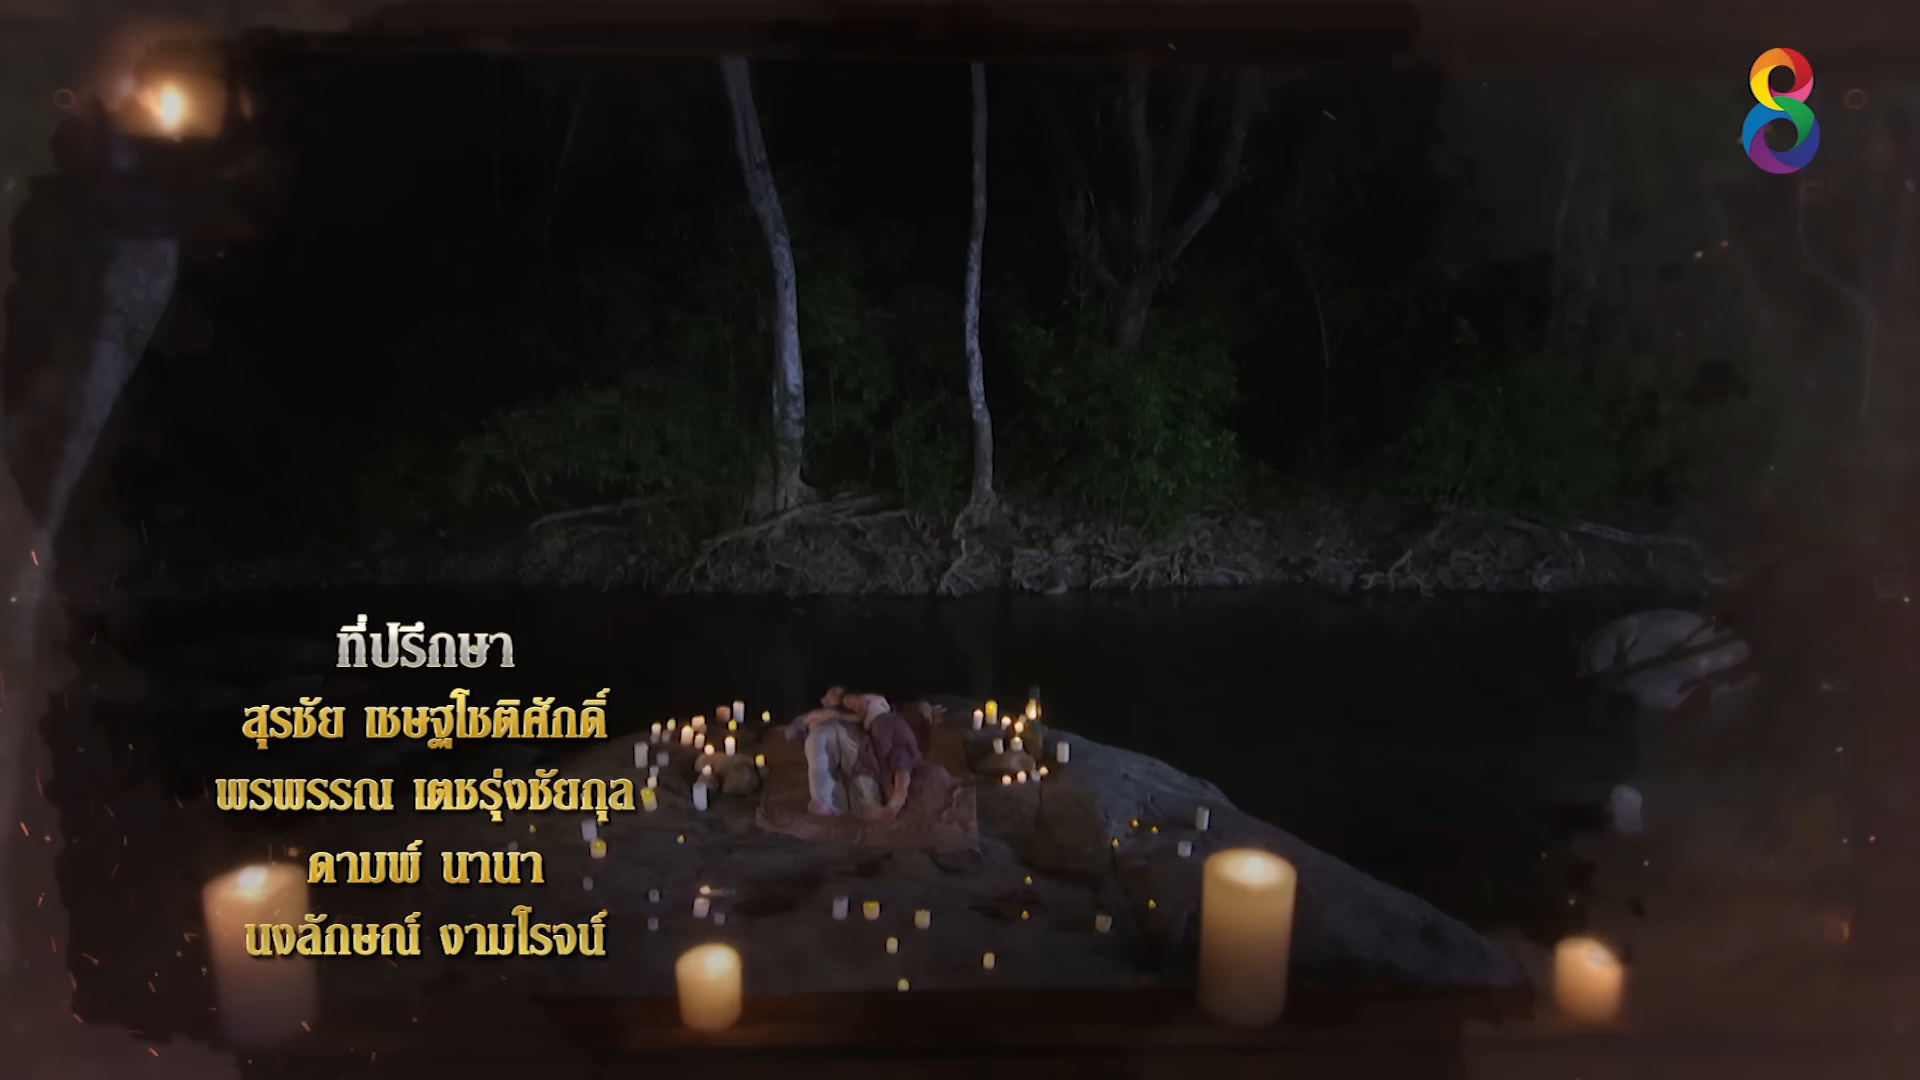 ที่ปรึกษา
สุรชัย เชษฐโชติศักดิ์
พรพรรณ เตชรุ่งชัยกุล
ดามพ์ นานา
นงลักษณ์ งามโรจน์
8